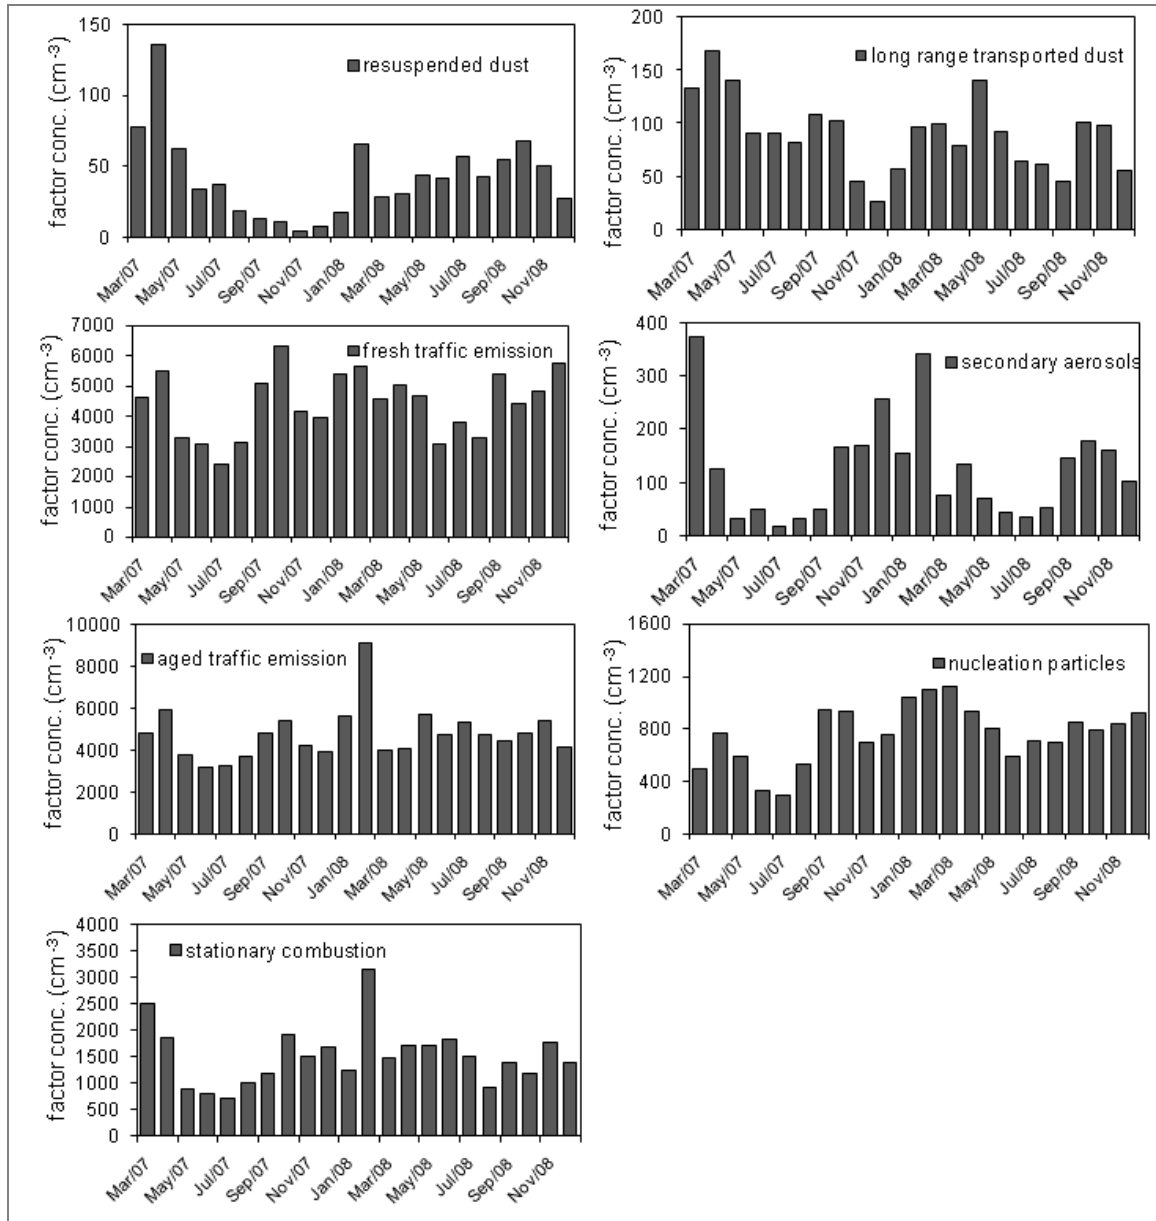 resuspended dust
factor conc. (cm-3)
150
100
50
0
Mar/07 May/07 Jul/07 Sep/07 Nov/07 Jan/08 Mar/08 May/08 Jul/08 Sep/08 Nov/08
long range transported dust
factor conc. (cm-3)
200
150
100
50
0
Mar/07 May/07 Jul/07 Sep/07 Nov/07 Jan/08 Mar/08 May/08 Jul/08 Sep/08 Nov/08
fresh traffic emission
factor conc. (cm-3)
7000
6000
5000
4000
3000
2000
1000
0
Mar/07 May/07 Jul/07 Sep/07 Nov/07 Jan/08 Mar/08 May/08 Jul/08 Sep/08 Nov/08
secondary aerosols
factor conc. (cm-3)
400
300
200
100
0
Mar/07 May/07 Jul/07 Sep/07 Nov/07 Jan/08 Mar/08 May/08 Jul/08 Sep/08 Nov/08
aged traffic emission
factor conc. (cm-3)
10000
8000
6000
4000
2000
0
Mar/07 May/07 Jul/07 Sep/07 Nov/07 Jan/08 Mar/08 May/08 Jul/08 Sep/08 Nov/08
nucleation particles
factor conc. (cm-3)
1600
1200
800
400
0
Mar/07 May/07 Jul/07 Sep/07 Nov/07 Jan/08 Mar/08 May/08 Jul/08 Sep/08 Nov/08
stationary combustion
factor conc. (cm-3)
4000
3500
3000
2500
2000
1500
1000
500
0
Mar/07 May/07 Jul/07 Sep/07 Nov/07 Jan/08 Mar/08 May/08 Jul/08 Sep/08 Nov/08